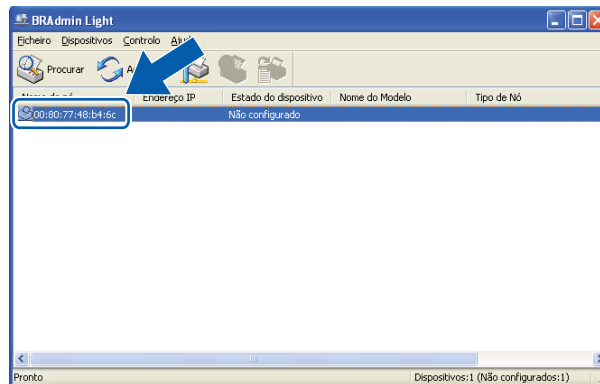 BRAdmin Light
Ficheiro Dispositivos Controlo
Procurar
Endereço IP Estado do dispositivo Nome do Modelo Tipo de Nó
00:80:77:48:b4:6c Não configurado
Pronto Dispositivos:1 (Não configurados:1)